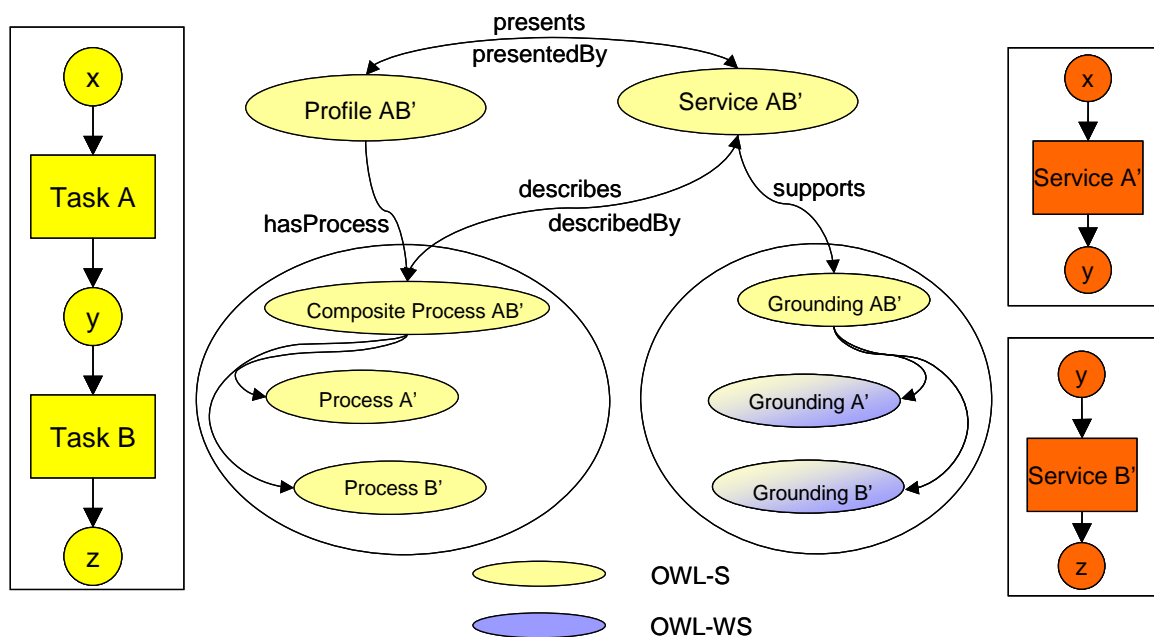 x
Task A
y
Task B
z
presents
presentedBy
Profile AB’
Service AB’
describes
describedBy
supports
hasProcess
Composite Process AB’
Process A’
Process B’
Grounding AB’
Grounding A’
Grounding B’
OWL-S
OWL-WS
x
Service A’
y
y
Service B’
z